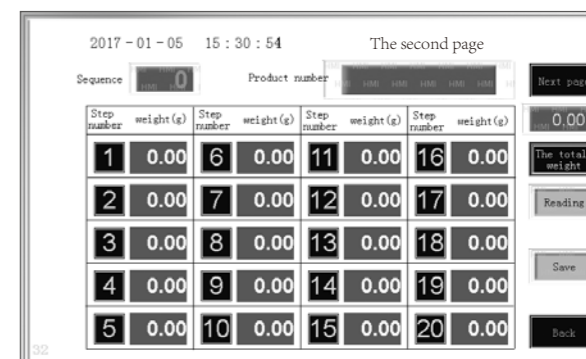 2017-01-05 15:30:54 The second page
Sequence 0 Product number Next page
Step number weight(g) Step number weight(g) Step number weight(g) Step number weight(g) 0.00
1 0.00 6 0.00 11 0.00 16 0.00 The total weight
2 0.00 7 0.00 12 0.00 17 0.00 Reading
3 0.00 8 0.00 13 0.00 18 0.00
4 0.00 9 0.00 14 0.00 19 0.00 Save
5 0.00 10 0.00 15 0.00 20 0.00 Back
32